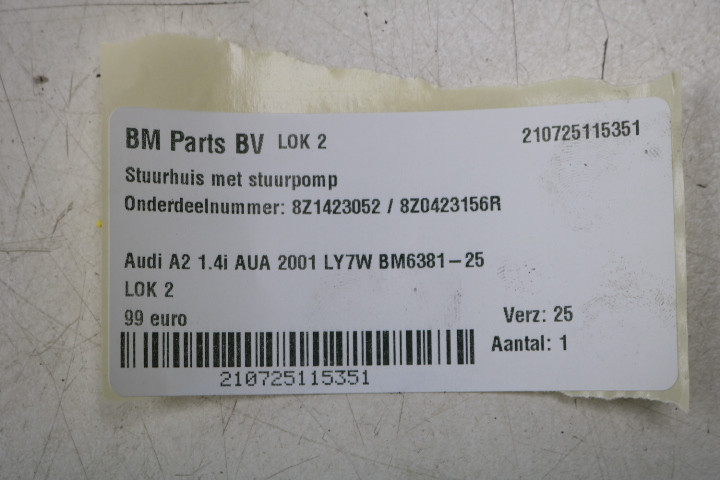 BM Parts BV LOK 2 210725115351
Stuurhuis met stuurpomp
Onderdeelnummer: 8Z1423052 / 8Z0423156R
Audi A2 1.4i AUA 2001 LY7W BM6381-25
LOK 2
99 euro Verz: 25
Aantal: 1
210725115351